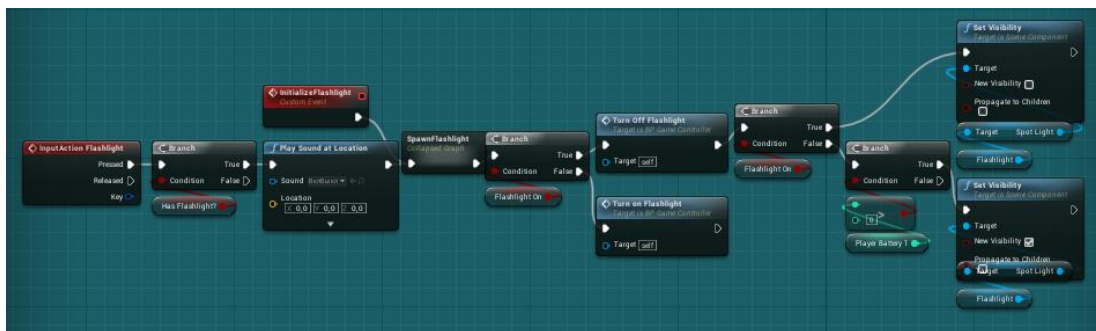 InputAction Flashlight
Pressed
Released
Key
Branch
True
Condition
False
Has Flashlight?
InitializeFlashlight
Custom Event
Play Sound at Location
Sound
Location
X 0,0 Y 0,0 Z 0,0
SpawnFlashlight
Collapsed Graph
Branch
True
Condition
False
Flashlight On
Turn Off Flashlight
Target is BP Game Controller
Target self
Turn on Flashlight
Target is BP Game Controller
Target self
Branch
True
Condition
False
Flashlight On
Branch
True
Condition
False
0
>
Player Battery 1
Set Visibility
Target is Scene Component
Target
New Visibility
Propagate to Children
Target Spot Light
Flashlight
Set Visibility
Target is Scene Component
Target
New Visibility
Propagate to Children
Target Spot Light
Flashlight